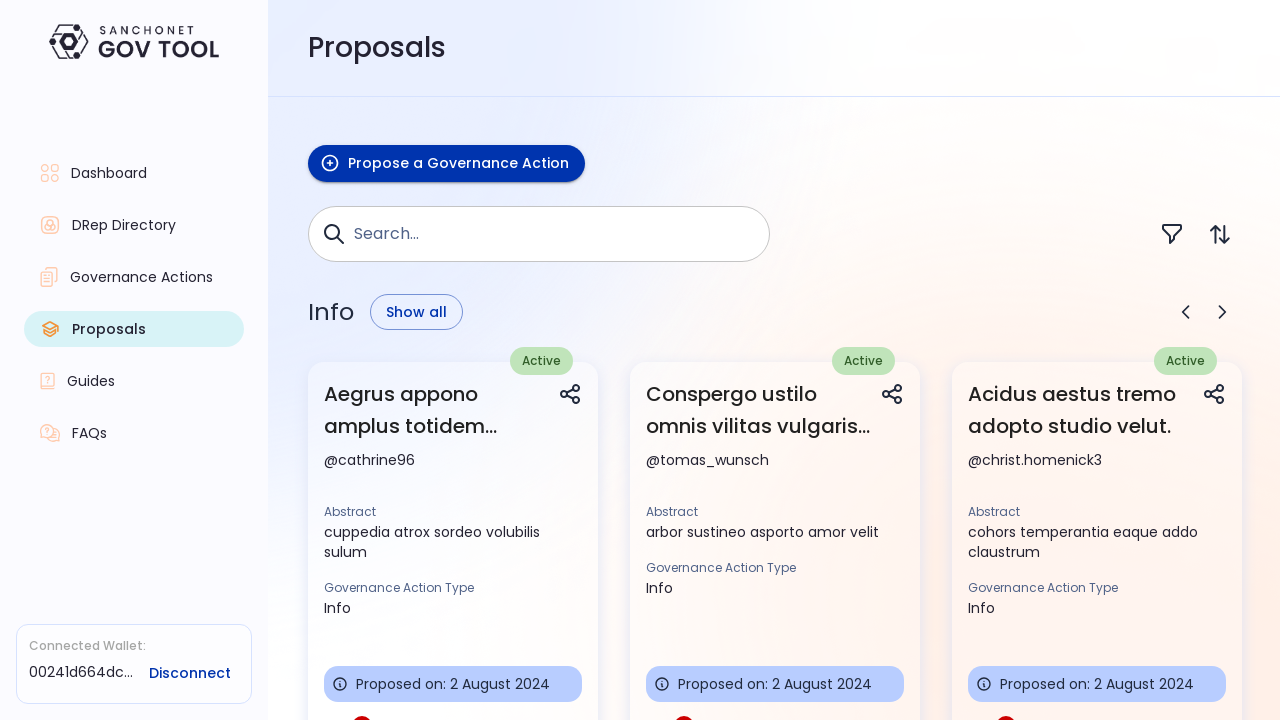 SANCHONET
GOV TOOL
Dashboard
DRep Directory
Governance Actions
Proposals
Guides
FAQs
Connected Wallet:
00241d664dc...
Disconnect
Proposals
Propose a Governance Action
Search...
Info
Show all
Active
Aegrus appono
amplus totidem...
@cathrine96
Abstract
cuppedia atrox sordeo volubilis
sulum
Governance Action Type
Info
Proposed on: 2 August 2024
Active
Conspergo ustilo
omnis vilitas vulgaris...
@tomas_wunsch
Abstract
arbor sustineo asporto amor velit
Governance Action Type
Info
Proposed on: 2 August 2024
Active
Acidus aestus tremo
adopto studio velut.
@christ.homenick3
Abstract
cohors temperantia eaque addo
claustrum
Governance Action Type
Info
Proposed on: 2 August 2024